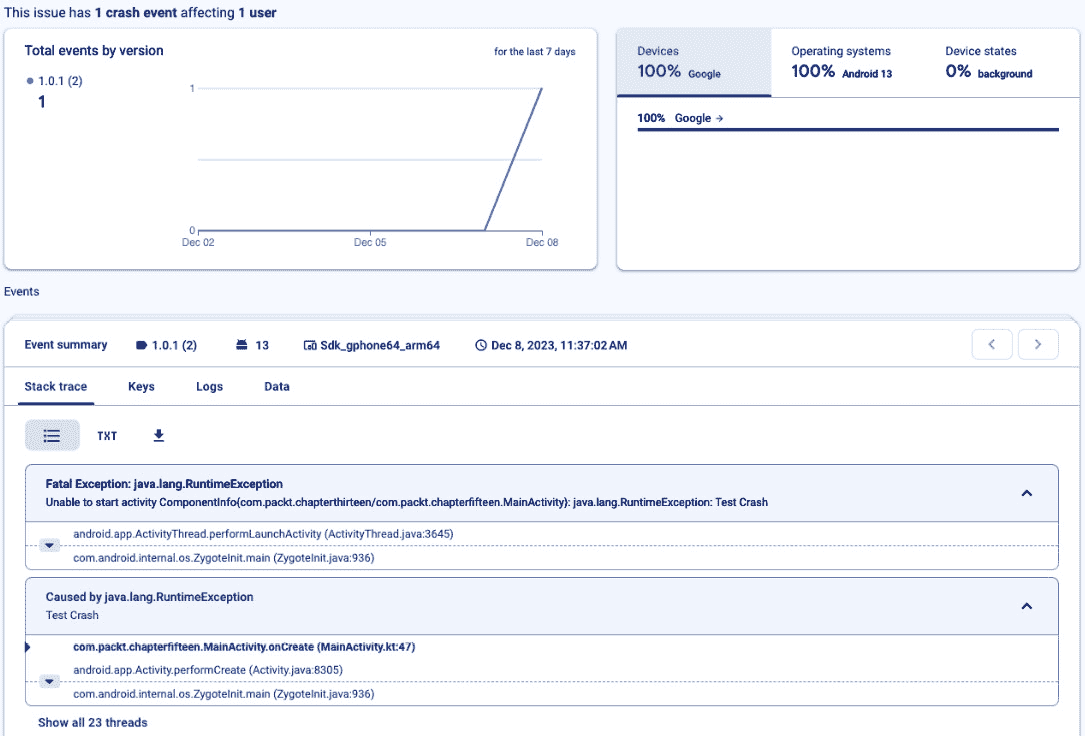 This issue has 1 crash event affecting 1 user
Total events by version
for the last 7 days
1.0.1 (2)
1
1
0
Dec 02
Dec 05
Dec 08
Devices
100% Google
Operating systems
100% Android 13
Device states
0% background
100% Google →
Events
Event summary
1.0.1 (2)
13
Sdk_gphone64_arm64
Dec 8, 2023, 11:37:02 AM
Stack trace
Keys
Logs
Data
TXT
Fatal Exception: java.lang.RuntimeException
Unable to start activity ComponentInfo{com.packt.chapterthirteen/com.packt.chapterfifteen.MainActivity}: java.lang.RuntimeException: Test Crash
android.app.ActivityThread.performLaunchActivity (ActivityThread.java:3645)
com.android.internal.os.ZygoteInit.main (ZygoteInit.java:936)
Caused by java.lang.RuntimeException
Test Crash
com.packt.chapterfifteen.MainActivity.onCreate (MainActivity.kt:47)
android.app.Activity.performCreate (Activity.java:8305)
com.android.internal.os.ZygoteInit.main (ZygoteInit.java:936)
Show all 23 threads